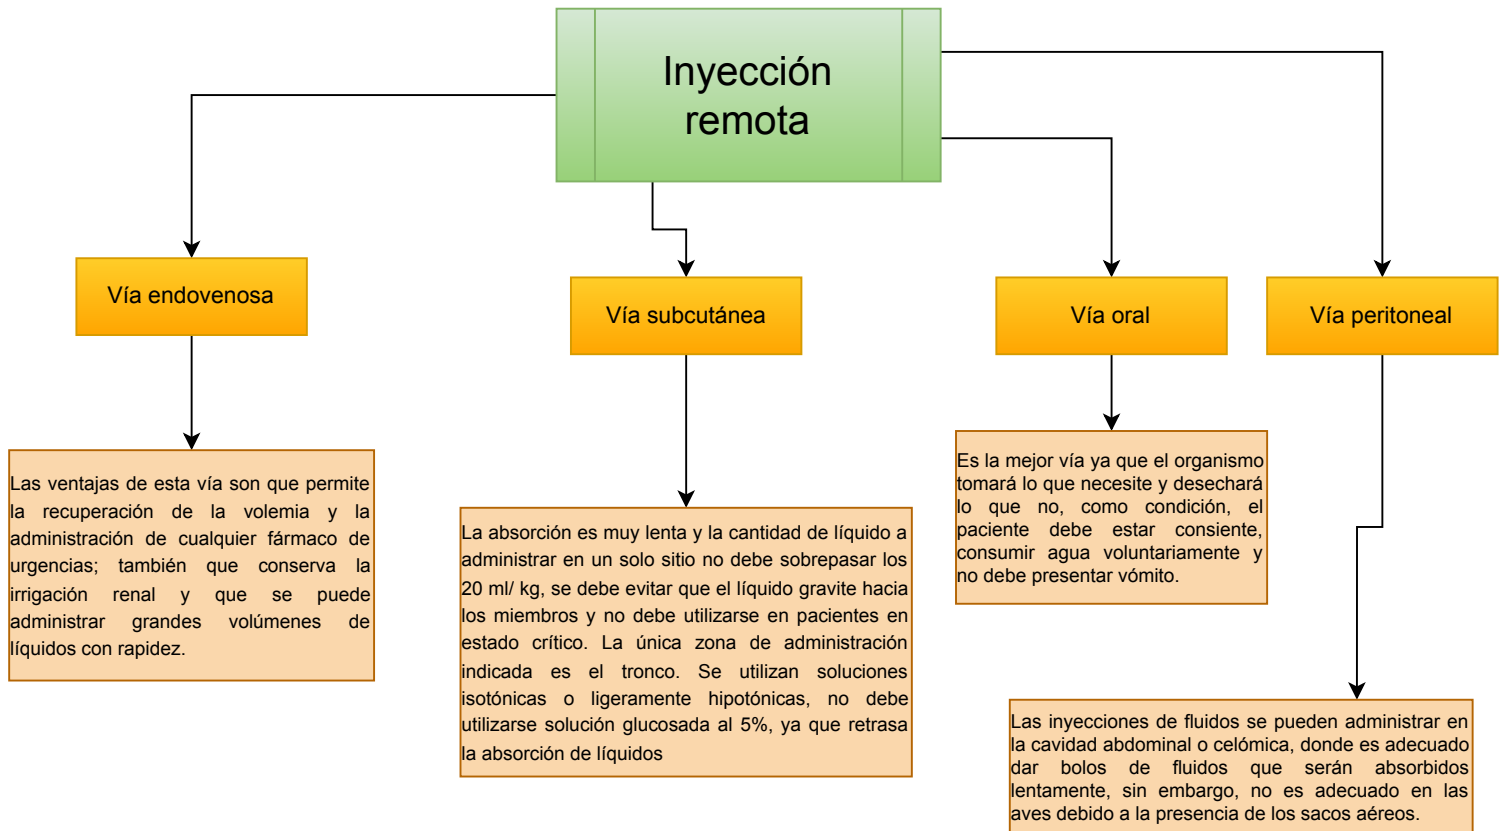 Inyección
remota
Vía endovenosa
Vía subcutánea
Vía oral
Vía peritoneal
Las ventajas de esta vía son que permite
la recuperación de la volemia y la
administración de cualquier fármaco de
urgencias; también que conserva la
irrigación renal y que se puede
administrar grandes volúmenes de
líquidos con rapidez.
La absorción es muy lenta y la cantidad de líquido a
administrar en un solo sitio no debe sobrepasar los
20 ml/ kg, se debe evitar que el líquido gravite hacia
los miembros y no debe utilizarse en pacientes en
estado crítico. La única zona de administración
indicada es el tronco. Se utilizan soluciones
isotónicas o ligeramente hipotónicas, no debe
utilizarse solución glucosada al 5%, ya que retrasa
la absorción de líquidos
Es la mejor vía ya que el organismo
tomará lo que necesite y desechará
lo que no, como condición, el
paciente debe estar consiente,
consumir agua voluntariamente y
no debe presentar vómito.
Las inyecciones de fluidos se pueden administrar en
la cavidad abdominal o celómica, donde es adecuado
dar bolos de fluidos que serán absorbidos
lentamente, sin embargo, no es adecuado en las
aves debido a la presencia de los sacos aéreos.